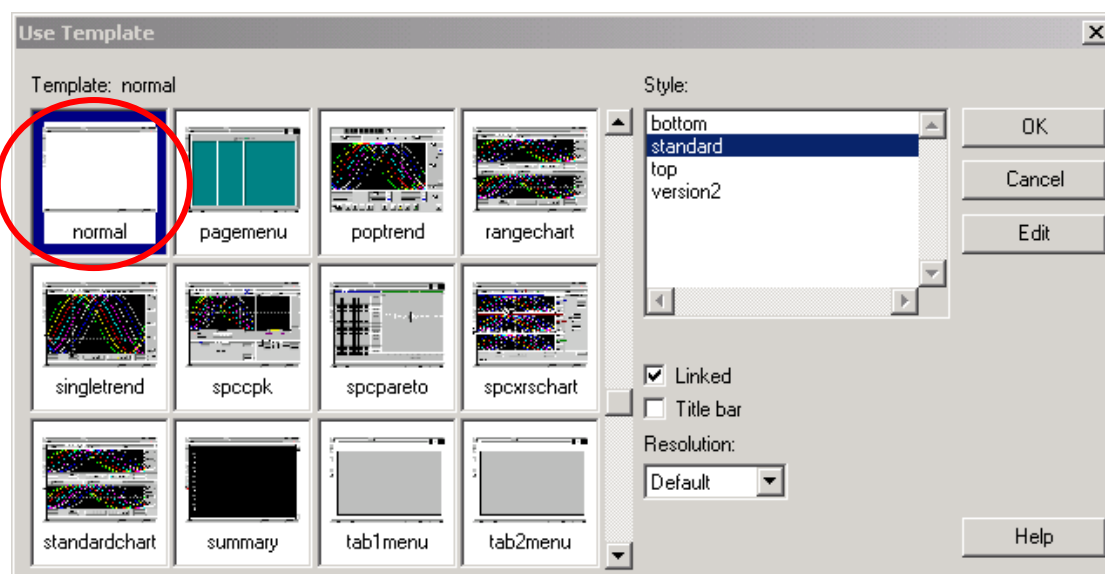 Use Template
Template: normal
normal
pagemenu
poptrend
rangechart
singletrend
spccpk
spcpareto
spcxrschart
standardchart
summary
tab1menu
tab2menu
Style:
bottom
standard
top
version2
Linked
Title bar
Resolution:
Default
OK
Cancel
Edit
Help